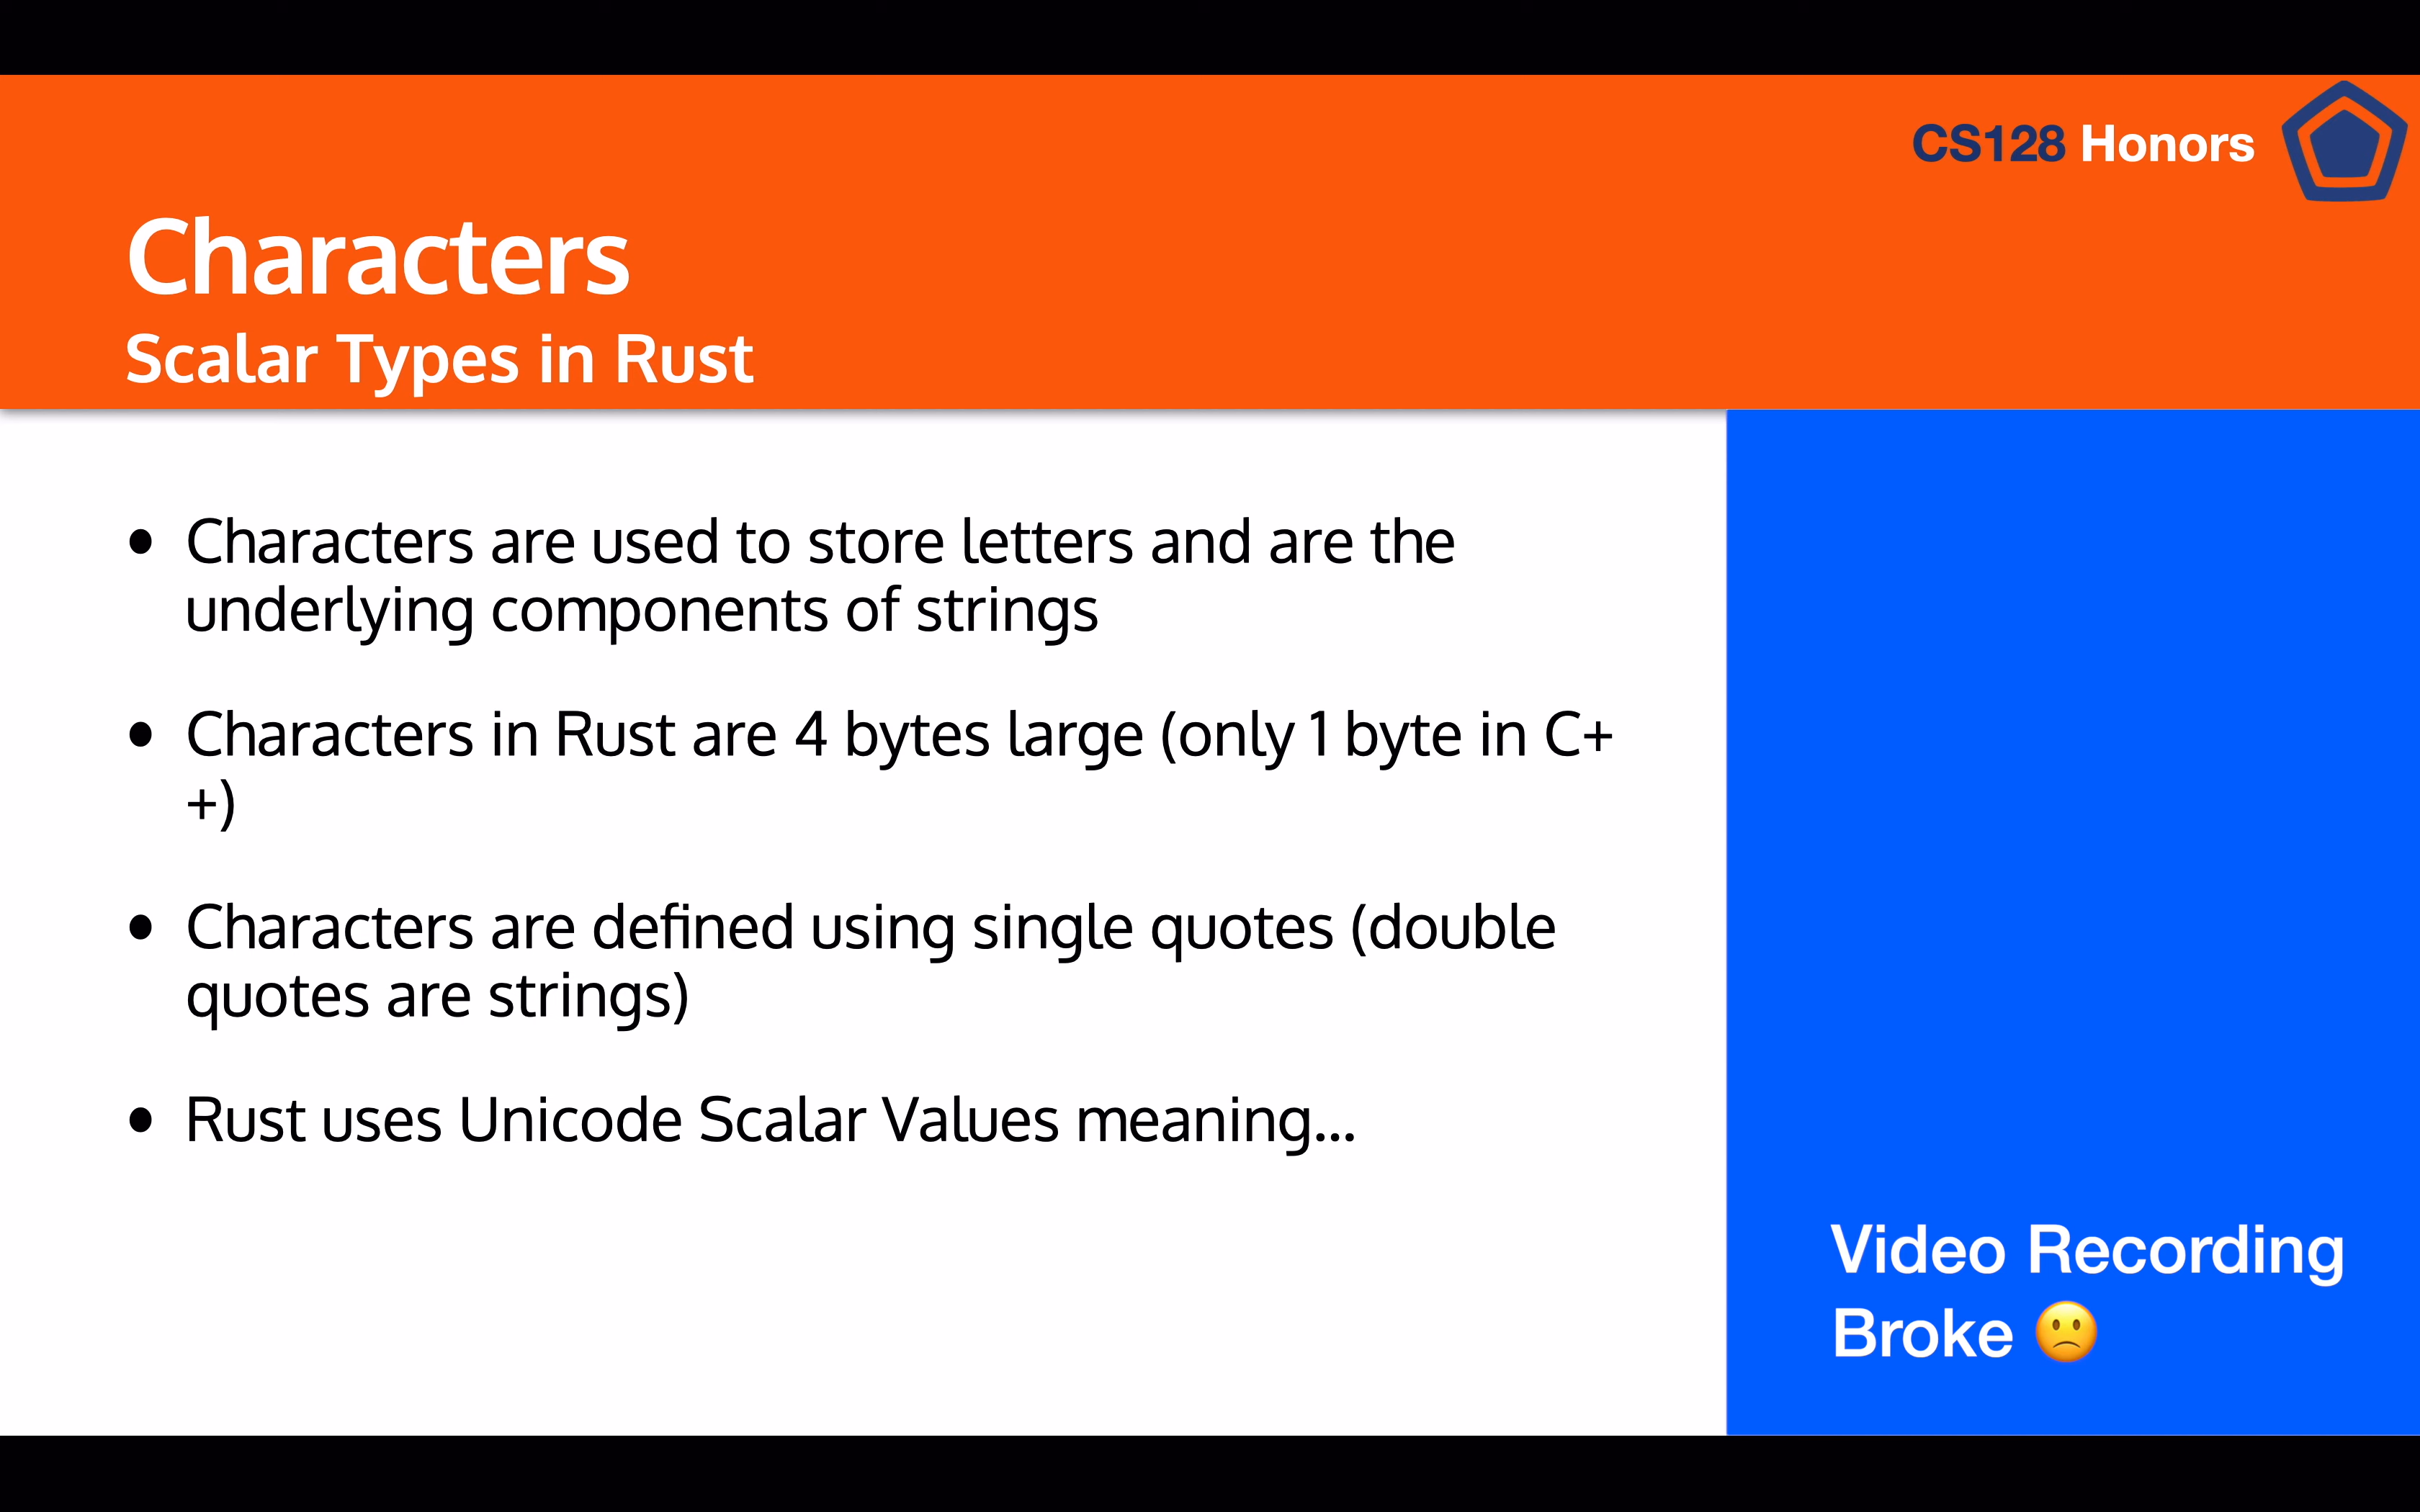 CS128 Honors
Characters
Scalar Types in Rust
• Characters are used to store letters and are the
underlying components of strings
• Characters in Rust are 4 bytes large (only 1 byte in C+
+)
• Characters are defined using single quotes (double
quotes are strings)
• Rust uses Unicode Scalar Values meaning...
Video Recording
Broke 🙁